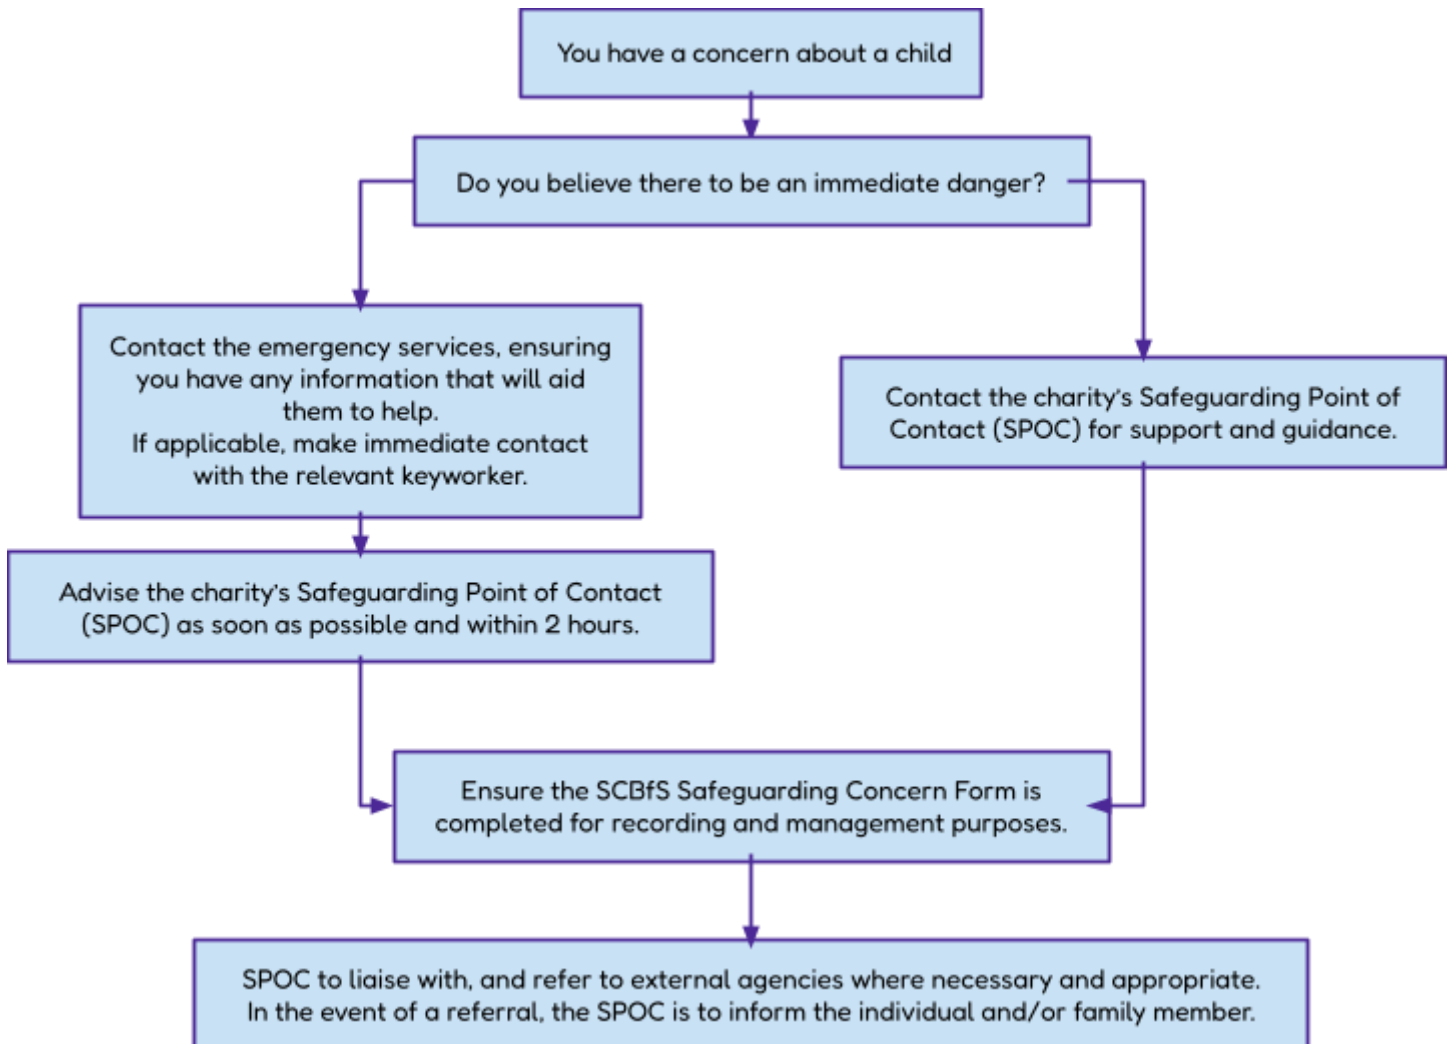 You have a concern about a child
Do you believe there to be an immediate danger?
Contact the emergency services, ensuring
you have any information that will aid
them to help.
If applicable, make immediate contact
with the relevant keyworker.
Contact the charity's Safeguarding Point of
Contact (SPOC) for support and guidance.
Advise the charity's Safeguarding Point of Contact
(SPOC) as soon as possible and within 2 hours.
Ensure the SCBfS Safeguarding Concern Form is
completed for recording and management purposes.
SPOC to liaise with, and refer to external agencies where necessary and appropriate.
In the event of a referral, the SPOC is to inform the individual and/or family member.